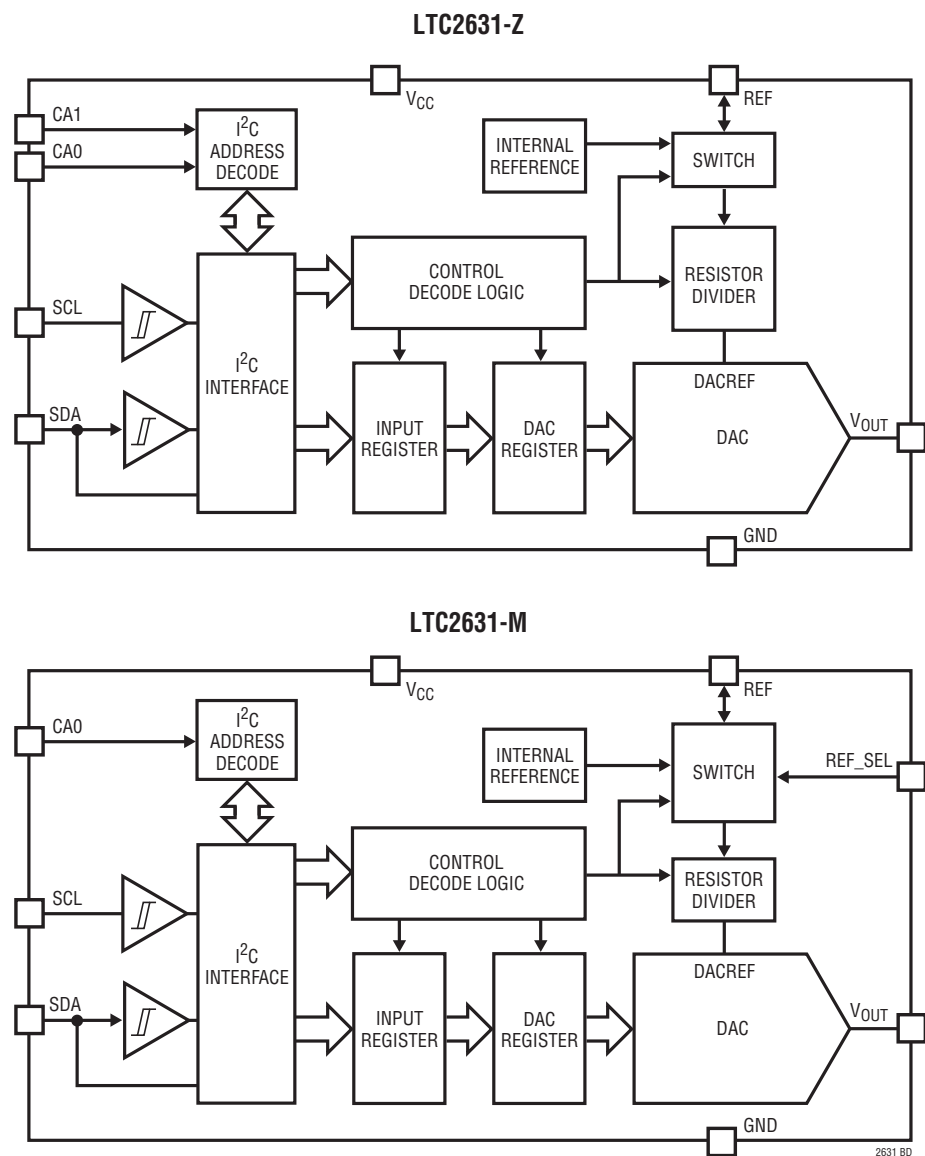 LTC2631-Z
CA1
CA0
I²C
ADDRESS
DECODE
VCC
REF
INTERNAL
REFERENCE
SWITCH
SCL
I²C
INTERFACE
CONTROL
DECODE LOGIC
RESISTOR
DIVIDER
SDA
INPUT
REGISTER
DAC
REGISTER
DACREF
DAC
VOUT
GND
LTC2631-M
CA0
I²C
ADDRESS
DECODE
VCC
REF
INTERNAL
REFERENCE
SWITCH
REF_SEL
SCL
I²C
INTERFACE
CONTROL
DECODE LOGIC
RESISTOR
DIVIDER
SDA
INPUT
REGISTER
DAC
REGISTER
DACREF
DAC
VOUT
GND
2631 BD